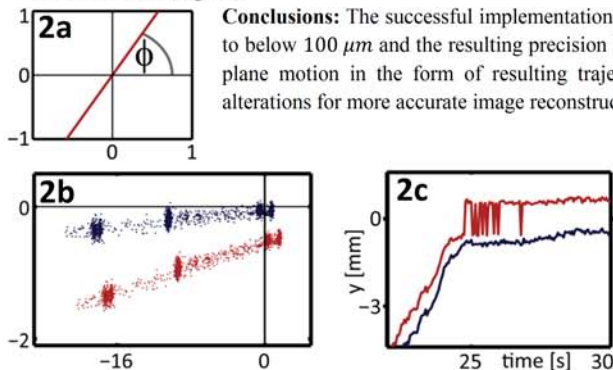 2a
1
0
−1
0
1
ϕ
Conclusions: The successful implementation
to below 100 μm and the resulting precision
plane motion in the form of resulting traje
alterations for more accurate image reconstruc
2b
0
−2
−16
0
2c
y [mm]
0
−3
25
time [s]
30